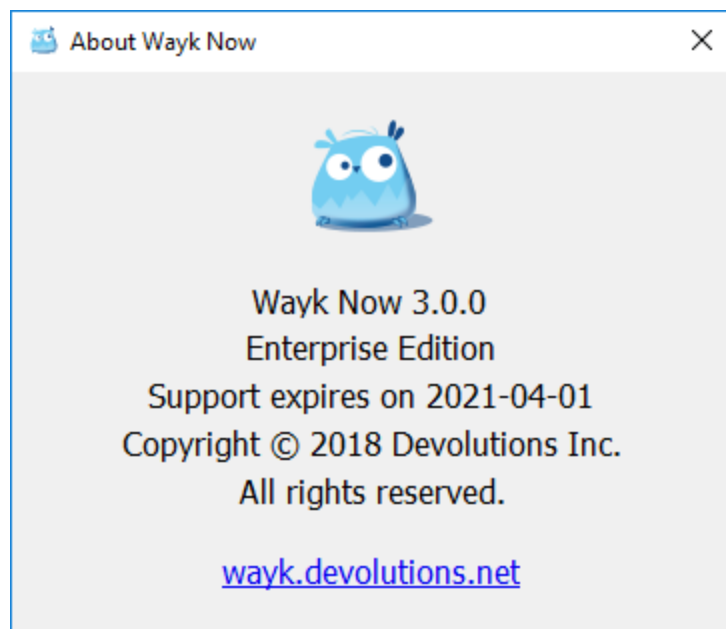 About Wayk Now
Wayk Now 3.0.0
Enterprise Edition
Support expires on 2021-04-01
Copyright © 2018 Devolutions Inc.
All rights reserved.
wayk.devolutions.net